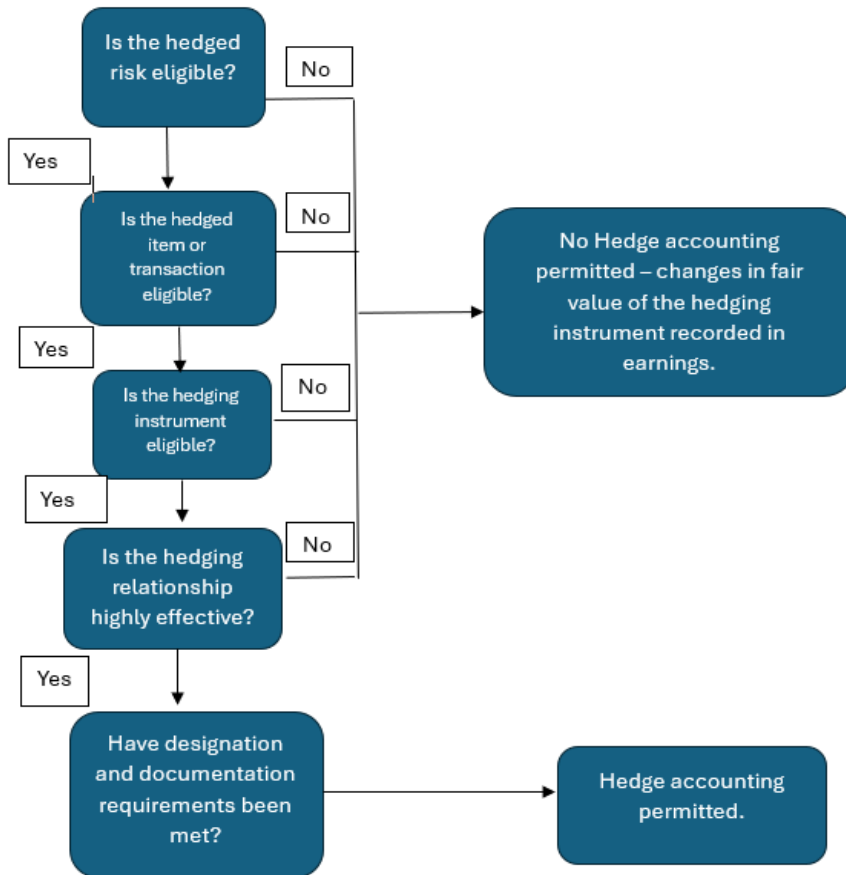 Is the hedged
risk eligible?
No
Yes
Is the hedged
item or
transaction
eligible?
No
No Hedge accounting
permitted – changes in fair
value of the hedging
instrument recorded in
earnings.
Yes
Is the hedging
instrument
eligible?
No
Yes
Is the hedging
relationship
highly effective?
No
Yes
Have designation
and documentation
requirements been
met?
Hedge accounting
permitted.